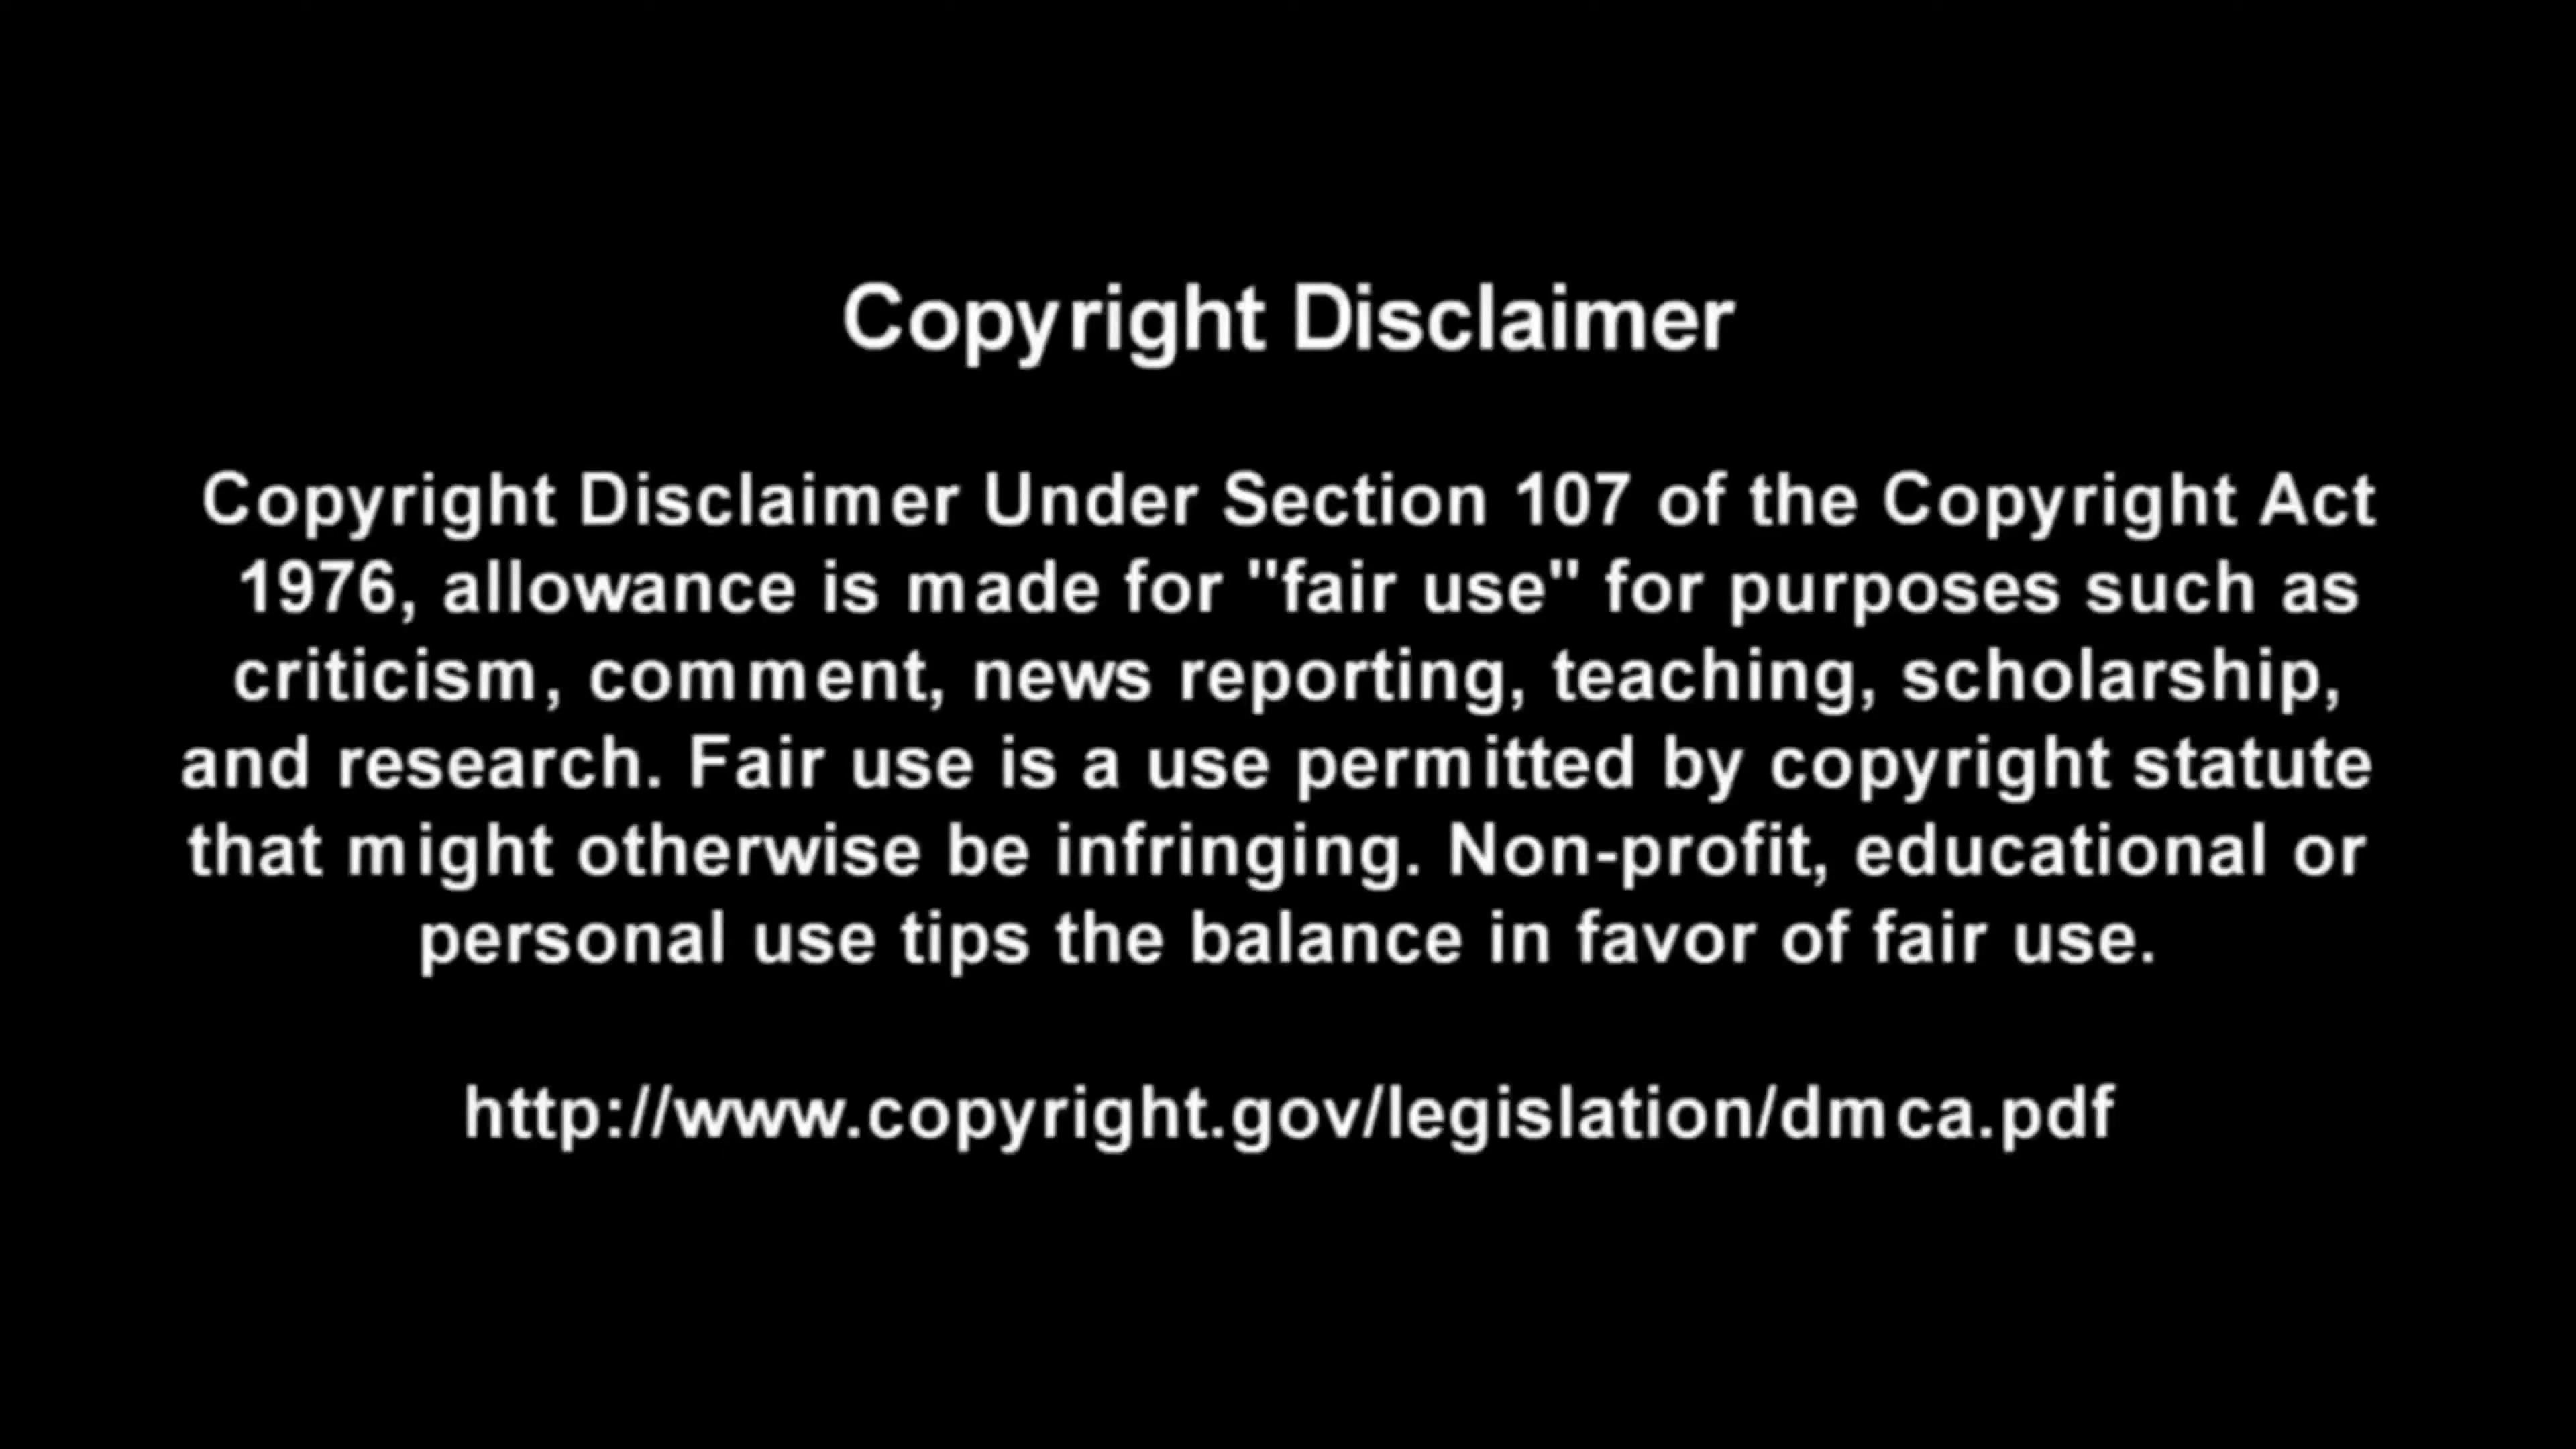 Copyright Disclaimer
Copyright Disclaimer Under Section 107 of the Copyright Act
1976, allowance is made for "fair use" for purposes such as
criticism, comment, news reporting, teaching, scholarship,
and research. Fair use is a use permitted by copyright statute
that might otherwise be infringing. Non-profit, educational or
personal use tips the balance in favor of fair use.
http://www.copyright.gov/legislation/dmca.pdf